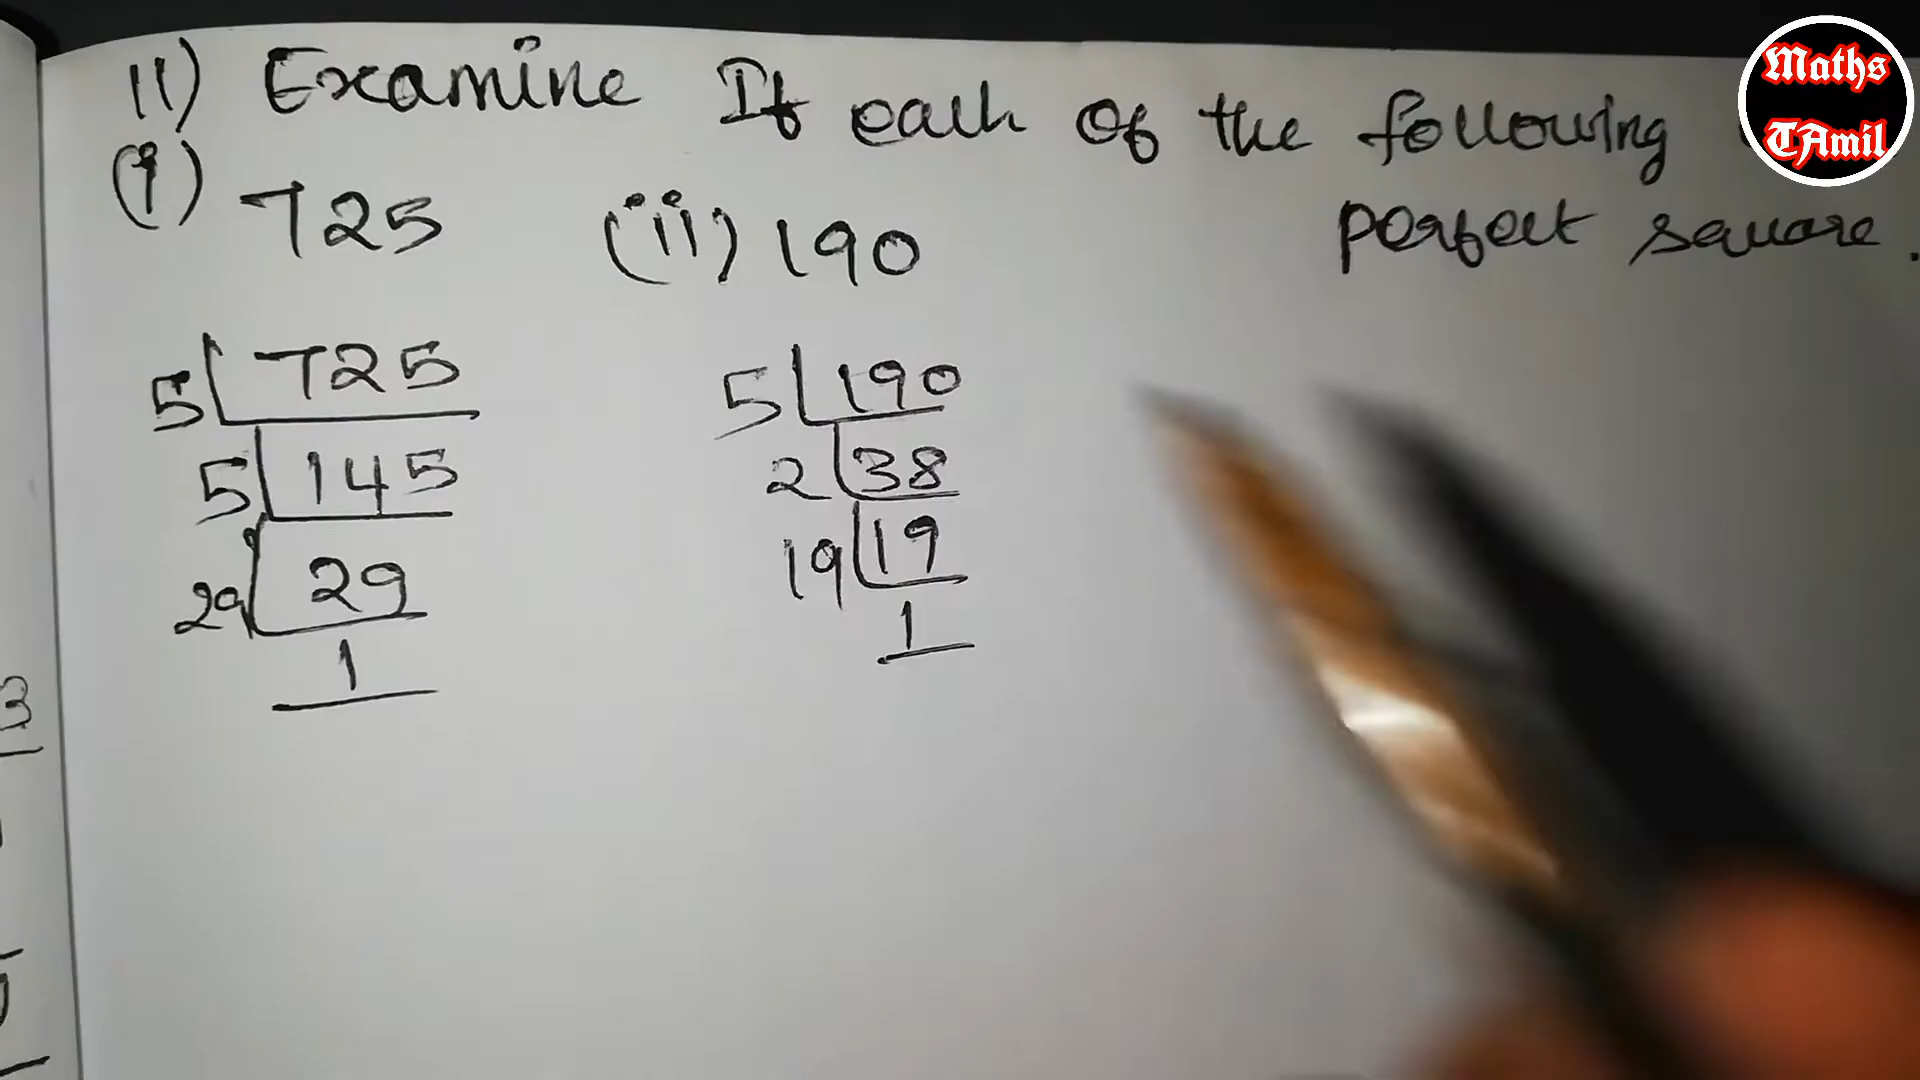 11) Examine If each of the following
perfect square.
(i) 725 (ii) 190
5 725
5 145
29 29
1
5 190
2 38
19 19
1
3
Maths
TAmil